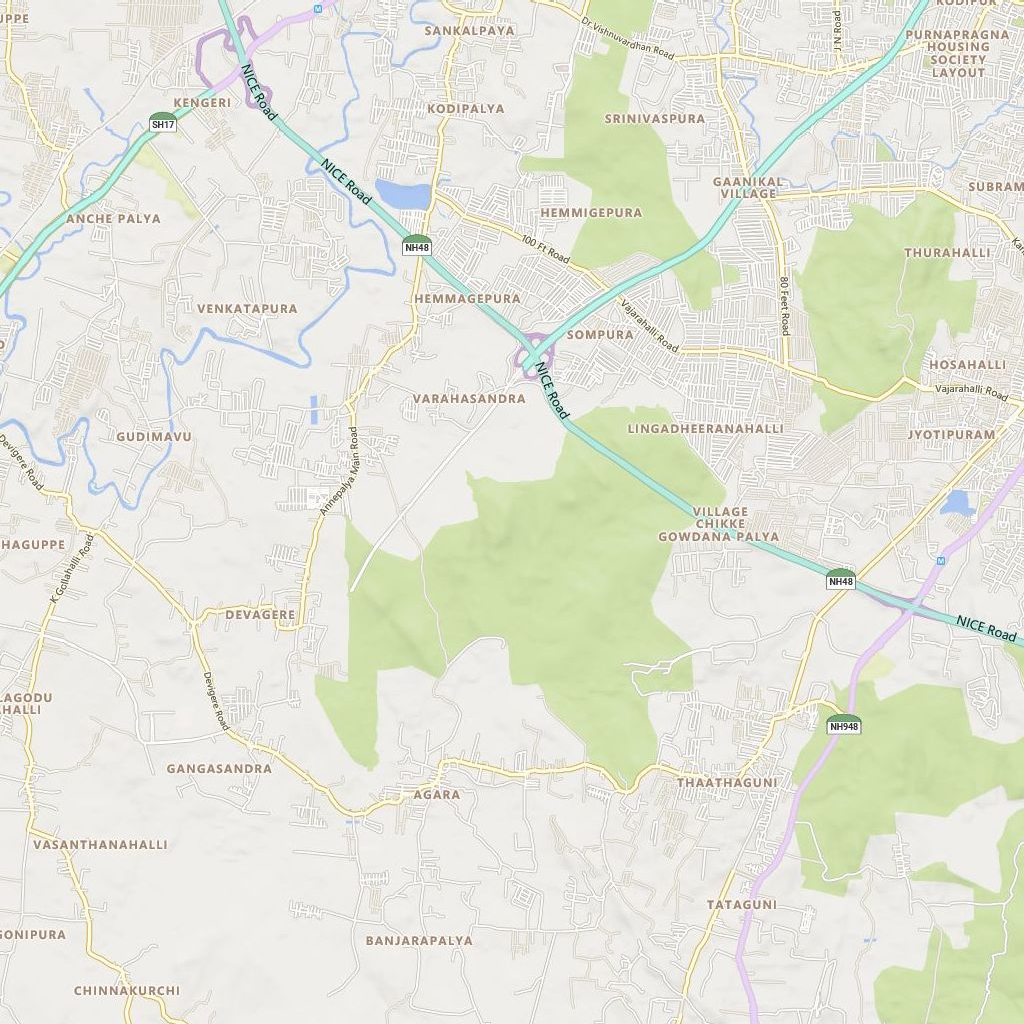 KODIPUR
UPPE
M
SANKALPAYA
Dr.Vishnuvardhan Road
J N Road
PURNAPRAGNA
HOUSING
SOCIETY
LAYOUT
NICE Road
KENGERI
KODIPALYA
SRINIVASPURA
SH17
NICE Road
GAANIKAL
VILLAGE
SUBRAM
ANCHE PALYA
HEMMIGEPURA
NH48
100 Ft Road
THURAHALLI
HEMMAGEPURA
VENKATAPURA
80 Feet Road
Vajarahalli Road
SOMPURA
HOSAHALLI
NICE Road
VARAHASANDRA
Vajarahalli Road
LINGADHEERANAHALLI
GUDIMAVU
JYOTIPURAM
Devigere Road
Annepalya Main Road
VILLAGE
CHIKKE
GOWDANA PALYA
HAGUPPE
K Gollahalli Road
M
NH48
DEVAGERE
NICE Road
LAGODU
HALLI
Devigere Road
NH948
GANGASANDRA
THAATHAGUNI
AGARA
VASANTHANAHALLI
TATAGUNI
GONIPURA
BANJARAPALYA
CHINNAKURCHI